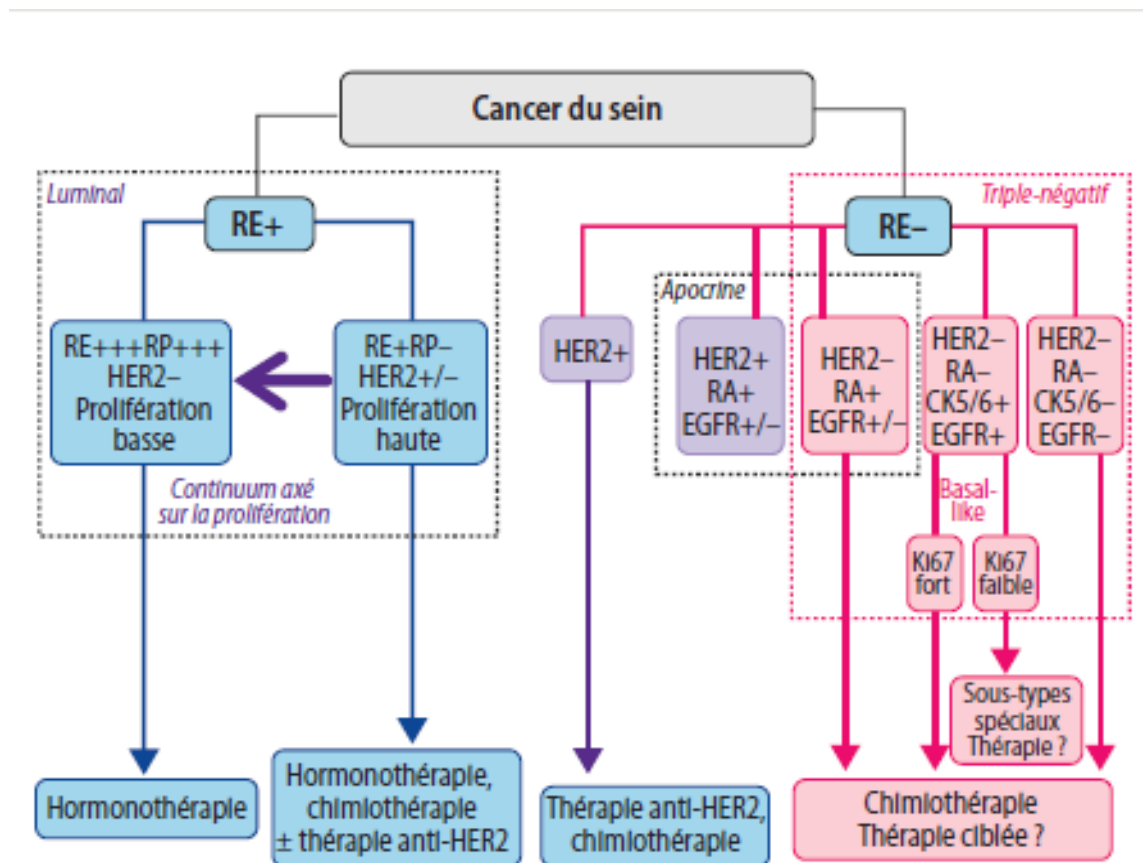 Cancer du sein
Luminal
RE+
Triple-négatif
RE–
Apocrine
RE+++RP+++
HER2–
Prolifération
basse
RE+RP–
HER2+/–
Prolifération
haute
HER2+
HER2+
RA+
EGFR+/–
HER2–
RA+
EGFR+/–
HER2–
RA–
CK5/6+
EGFR+
HER2–
RA–
CK5/6–
EGFR–
Continuum axé
sur la prolifération
Basal-
like
Ki67
fort
Ki67
faible
Sous-types
spéciaux
Thérapie ?
Hormonothérapie
Hormonothérapie,
chimiothérapie
± thérapie anti-HER2
Thérapie anti-HER2,
chimiothérapie
Chimiothérapie
Thérapie ciblée ?